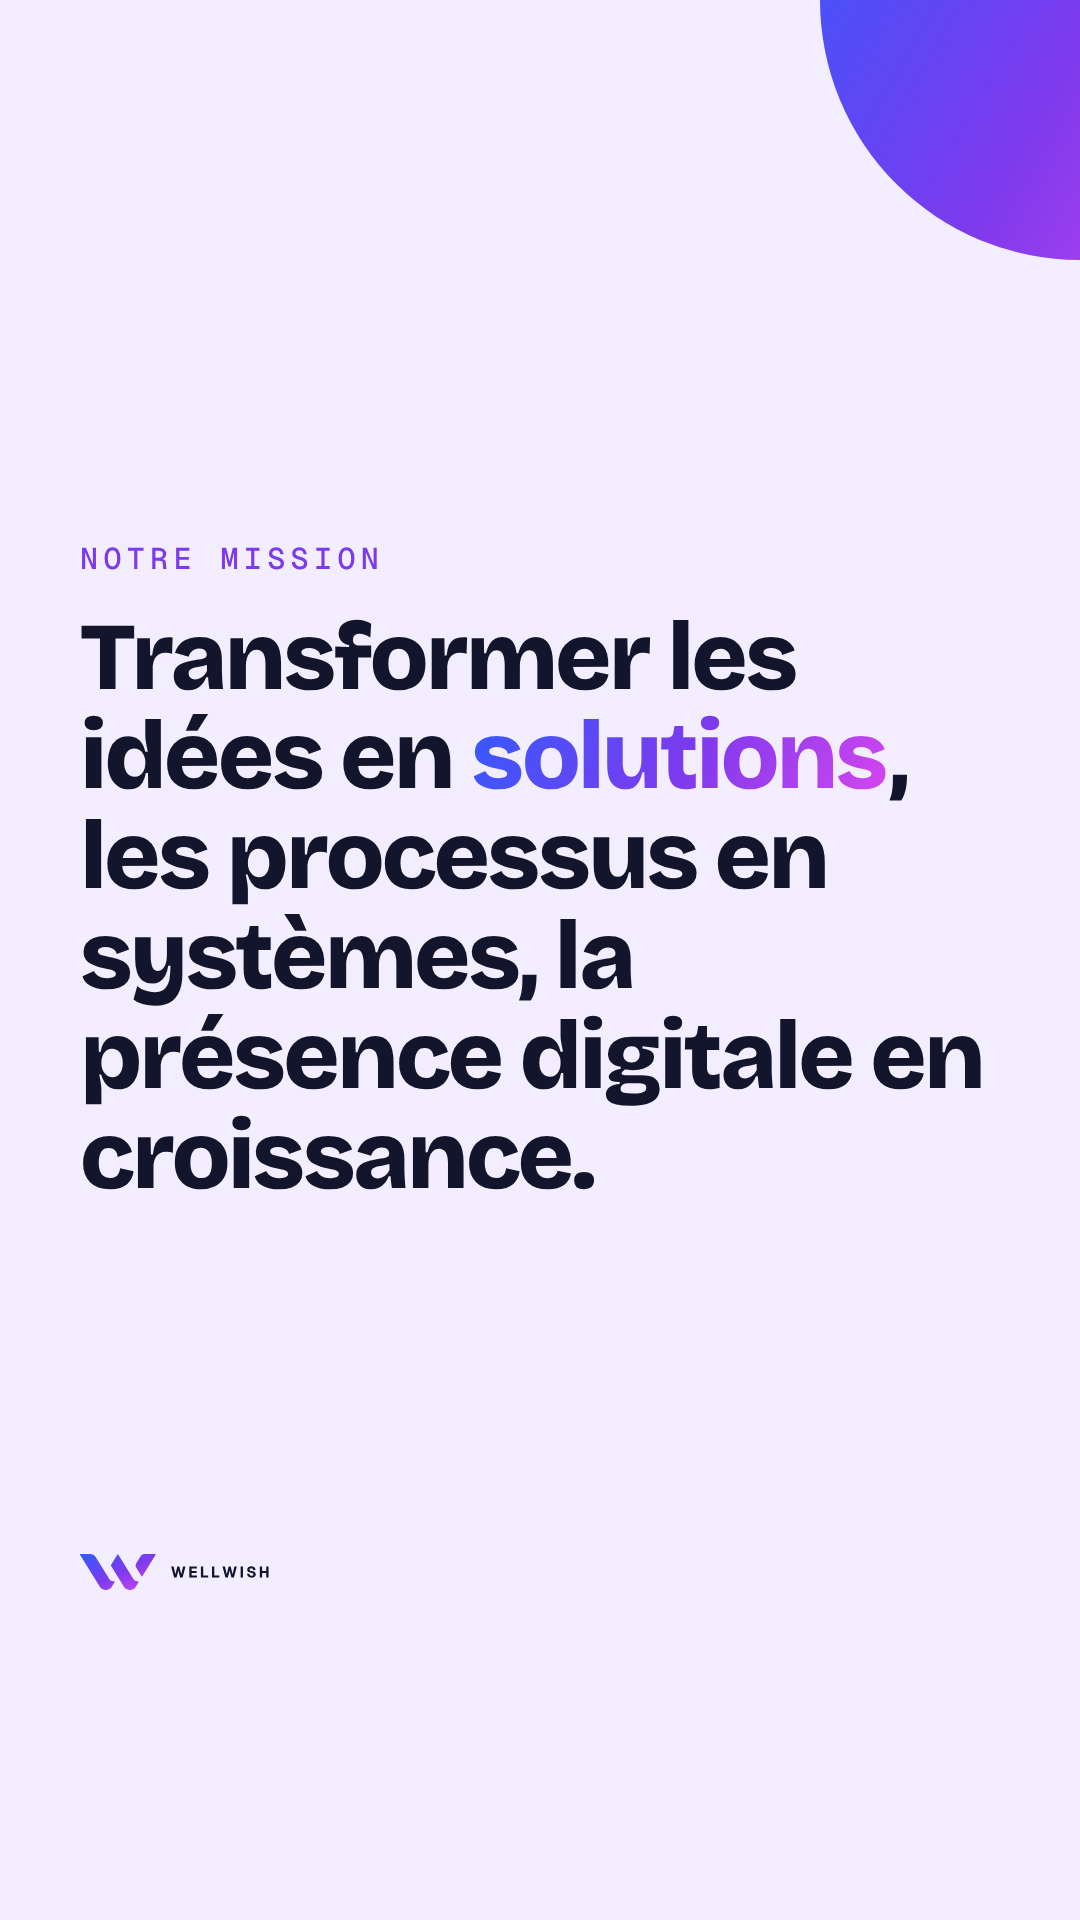 NOTRE MISSION
Transformer les
idées en solutions,
les processus en
systèmes, la
présence digitale en
croissance.
WELLWISH